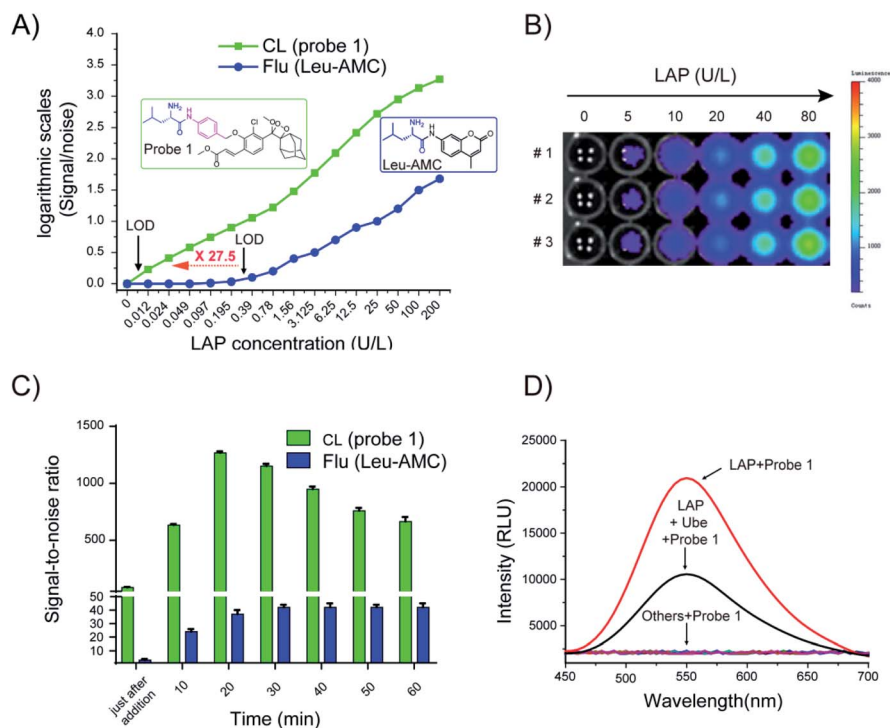 A)
4.0
3.5
3.0
2.5
2.0
1.5
1.0
0.5
0.0
logarithmic scales
(Signal/noise)
CL (probe 1)
Flu (Leu-AMC)
NH2
H
N
O
O
Cl
O
O-O
MeO
O
Probe 1
NH2
H
N
O
O
O
Leu-AMC
LOD
LOD
X 27.5
0
0.012
0.024
0.049
0.097
0.195
0.39
0.78
1.56
3.125
6.25
12.5
25
50
100
200
LAP concentration (U/L)
B)
LAP (U/L)
0 5 10 20 40 80
# 1
# 2
# 3
Luminescence
4000
3000
2000
1000
Counts
C)
1500
1000
500
50
40
30
20
10
Signal-to-noise ratio
CL (probe 1)
Flu (Leu-AMC)
just after
addition
10
20
30
40
50
60
Time (min)
D)
25000
20000
15000
10000
5000
2500
0
Intensity (RLU)
LAP+Probe 1
LAP
+ Ube
+Probe 1
Others+Probe 1
450 500 550 600 650 700
Wavelength(nm)